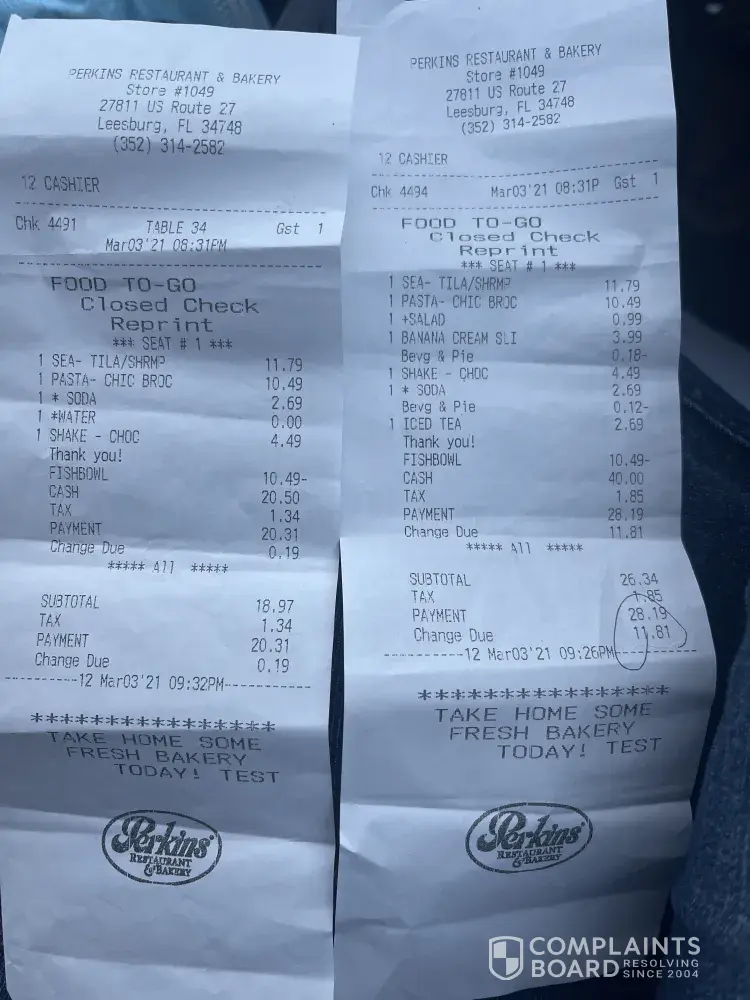 PERKINS RESTAURANT & BAKERY
Store #1049
27811 US Route 27
Leesburg, FL 34748
(352) 314-2582
12 CASHIER
Chk 4491 TABLE 34 Gst 1
Mar03'21 08:31PM
FOOD TO-GO
Closed Check
Reprint
*** SEAT # 1 ***
1 SEA- TILA/SHRMP 11.79
1 PASTA- CHIC BROC 10.49
1 * SODA 2.69
1 *WATER 0.00
1 SHAKE - CHOC 4.49
Thank you!
FISHBOWL 10.49-
CASH 20.50
TAX 1.34
PAYMENT 20.31
Change Due 0.19
***** All *****
SUBTOTAL 18.97
TAX 1.34
PAYMENT 20.31
Change Due 0.19
----------12 Mar03'21 09:32PM------------
****************
TAKE HOME SOME
FRESH BAKERY
TODAY! TEST
Perkins
RESTAURANT
& BAKERY
PERKINS RESTAURANT & BAKERY
Store #1049
27811 US Route 27
Leesburg, FL 34748
(352) 314-2582
12 CASHIER
Chk 4494 Mar03'21 08:31P Gst 1
FOOD TO-GO
Closed Check
Reprint
*** SEAT # 1 ***
1 SEA- TILA/SHRMP 11.79
1 PASTA- CHIC BROC 10.49
1 +SALAD 0.99
1 BANANA CREAM SLI 3.99
Bevg & Pie 0.18-
1 SHAKE - CHOC 4.49
1 * SODA 2.69
Bevg & Pie 0.12-
1 ICED TEA 2.69
Thank you!
FISHBOWL 10.49-
CASH 40.00
TAX 1.85
PAYMENT 28.19
Change Due 11.81
***** All *****
SUBTOTAL 26.34
TAX 1.85
PAYMENT 28.19
Change Due 11.81
-----------12 Mar03'21 09:26PM-----------
****************
TAKE HOME SOME
FRESH BAKERY
TODAY! TEST
Perkins
RESTAURANT
& BAKERY
COMPLAINTS
BOARD RESOLVING
SINCE 2004